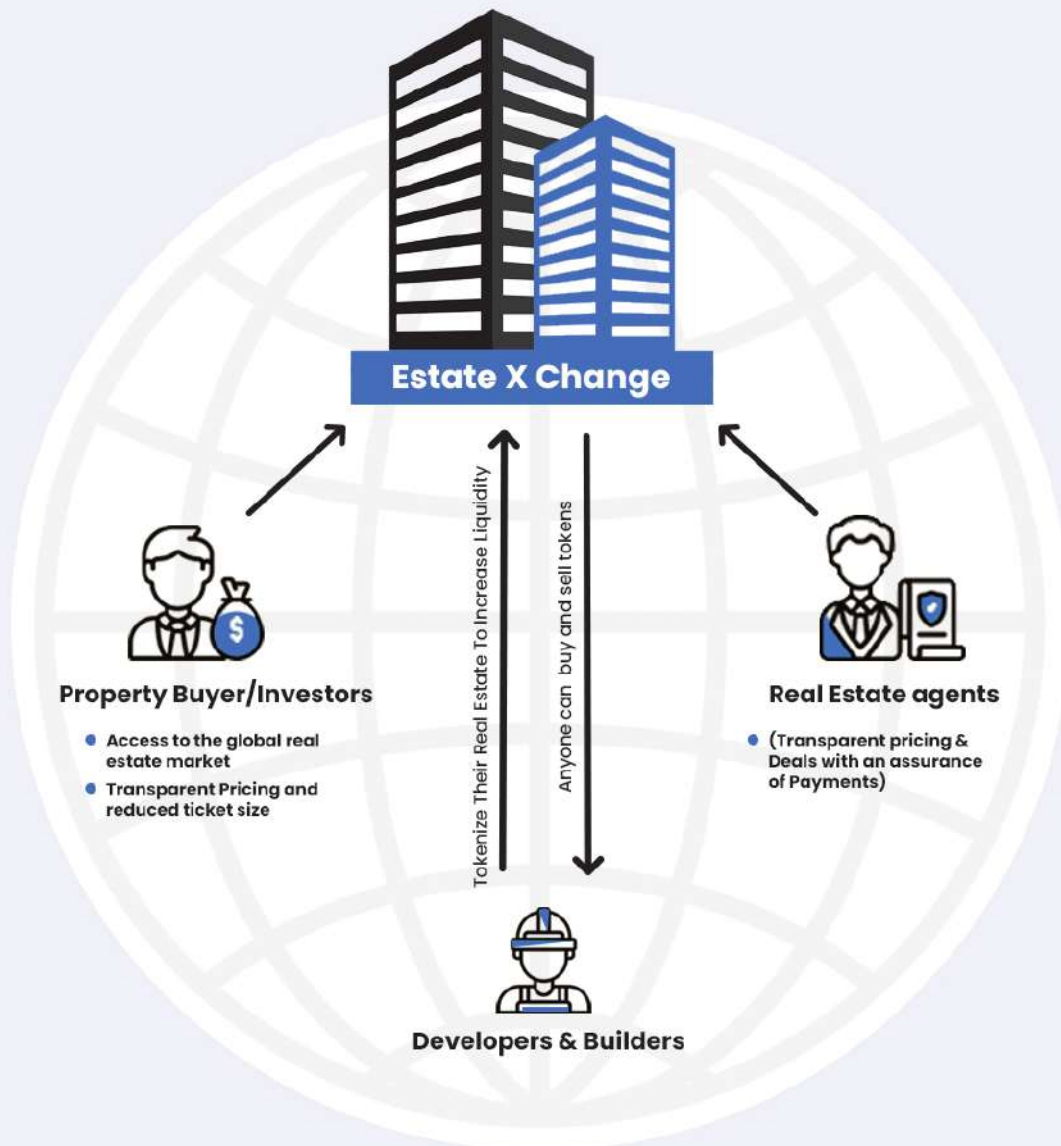 Estate X Change
Tokenize Their Real Estate To Increase Liquidity
Anyone can buy and sell tokens
$
Property Buyer/Investors
Access to the global real
estate market
Transparent Pricing and
reduced ticket size
Real Estate agents
(Transparent pricing &
Deals with an assurance
of Payments)
Developers & Builders